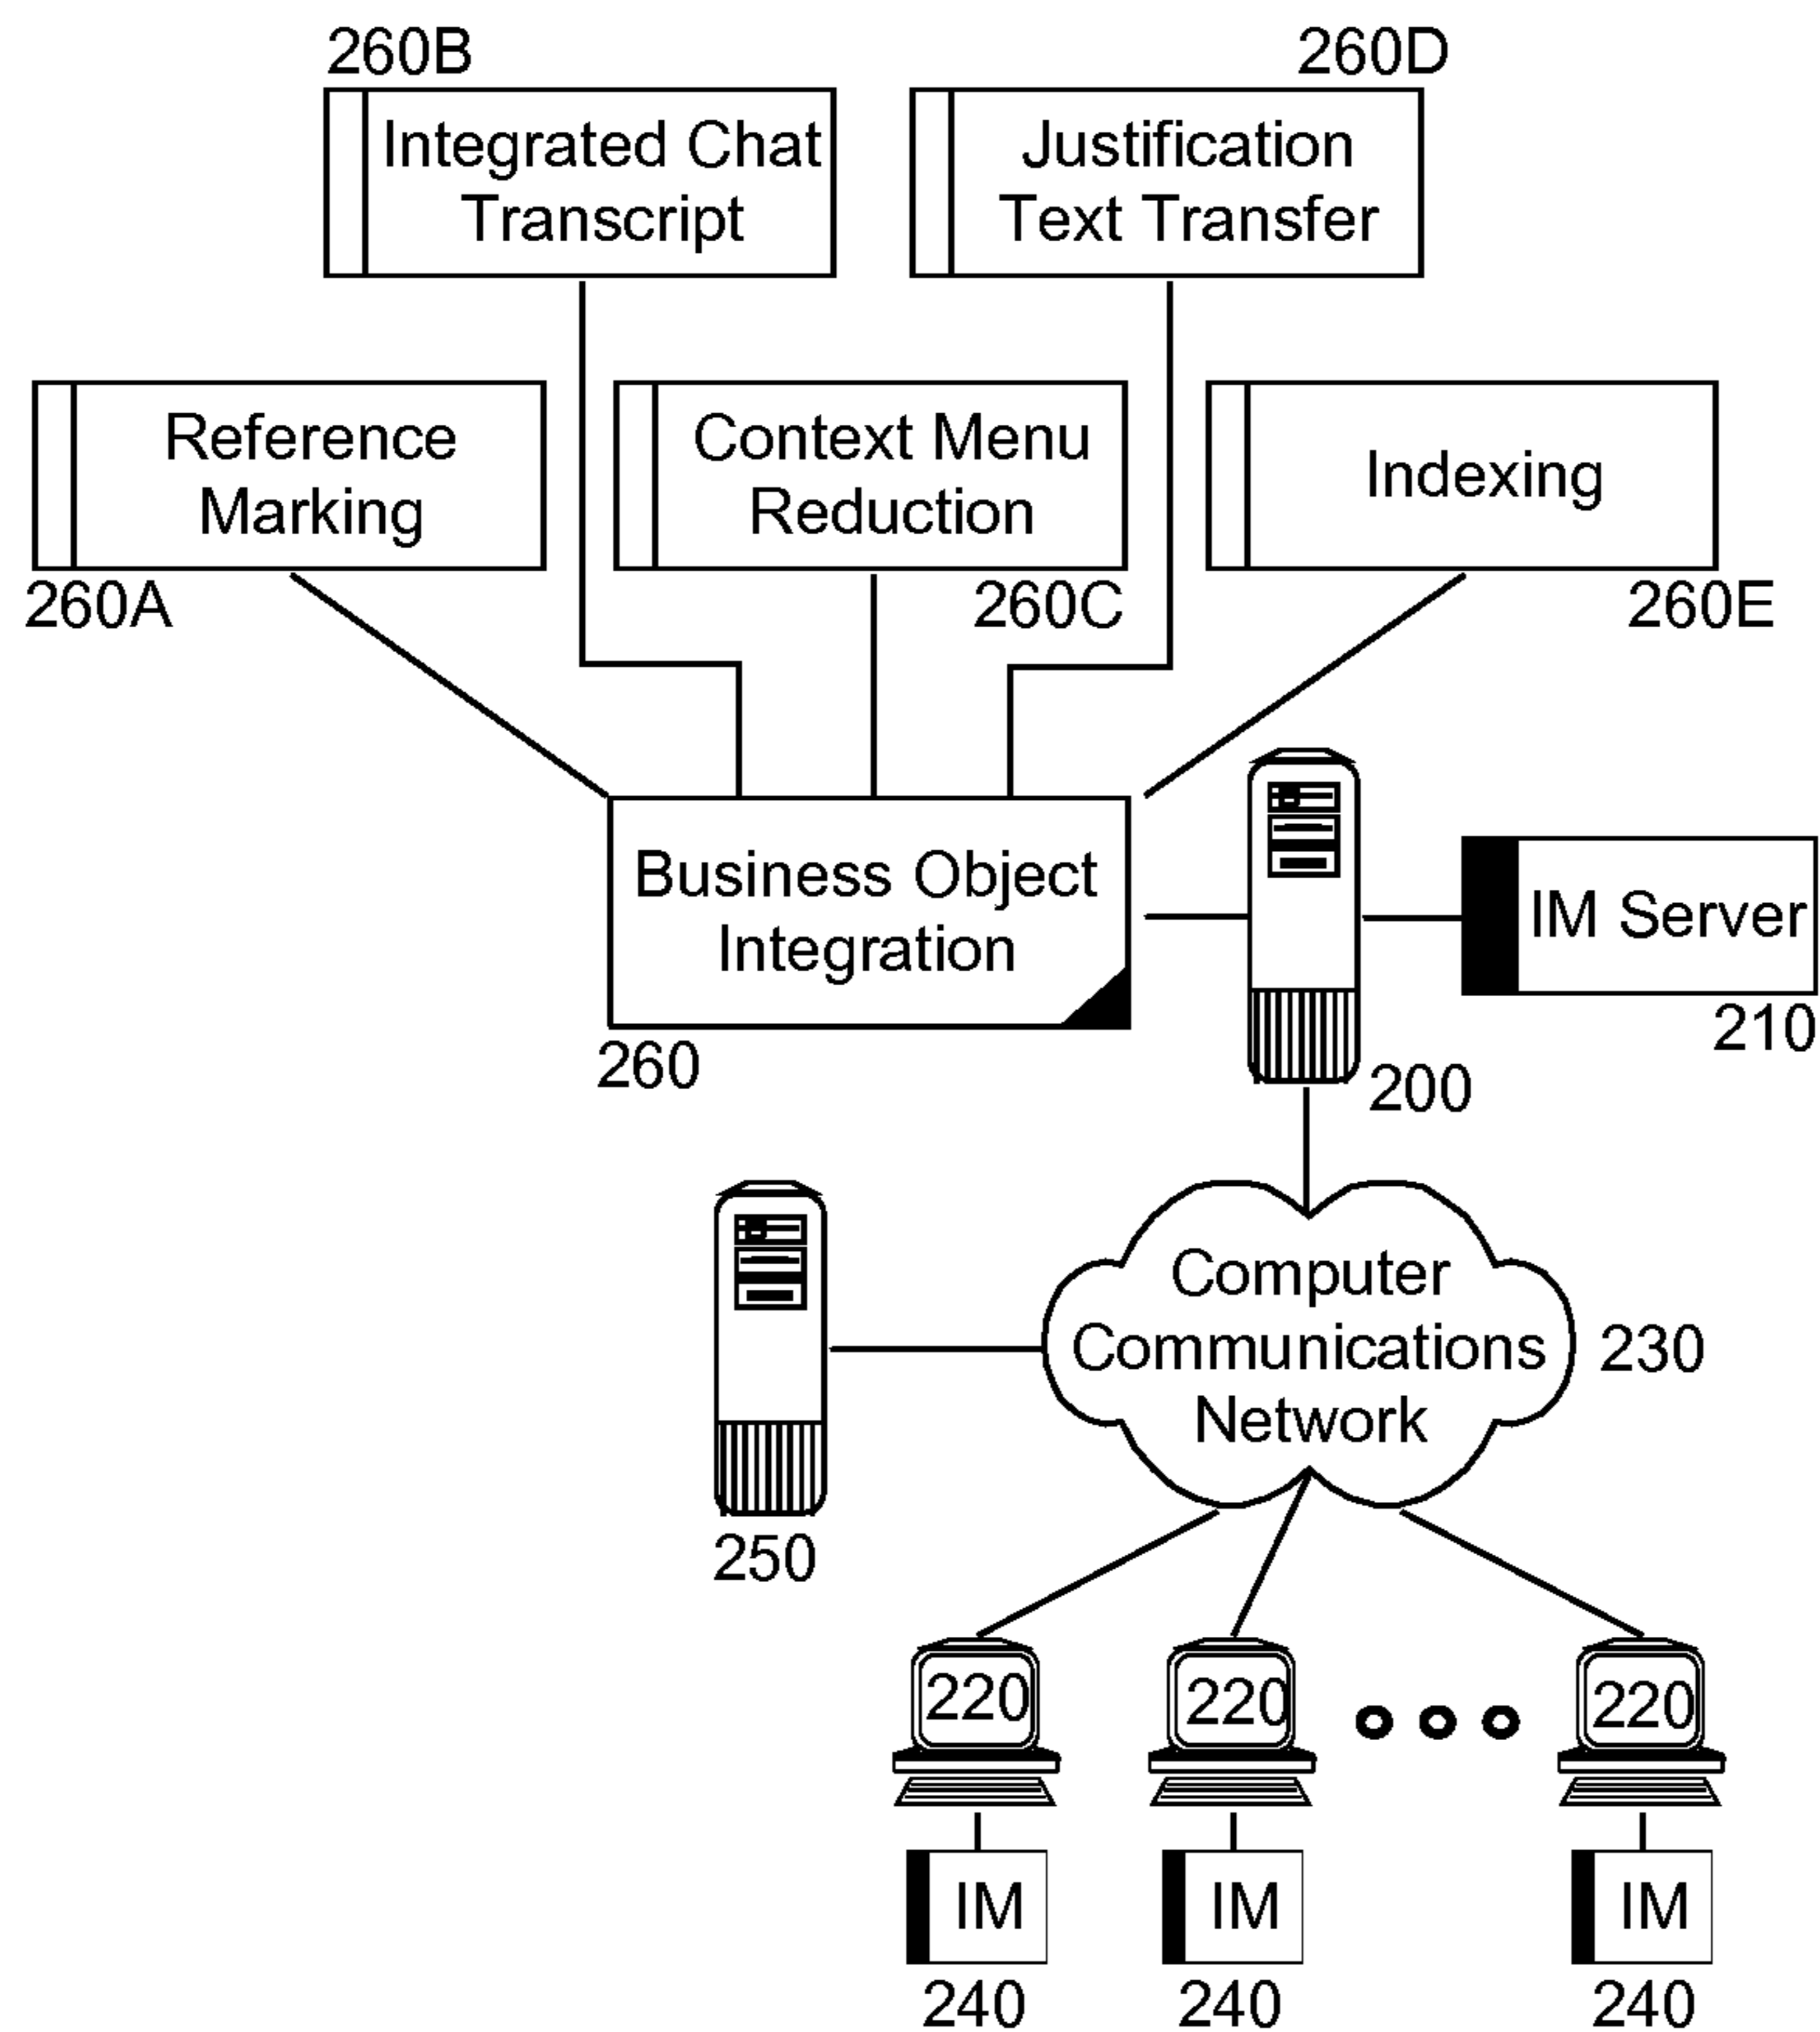 260B
260D
Integrated Chat
Transcript
Justification
Text Transfer
Reference
Marking
Context Menu
Reduction
Indexing
260A
260C
260E
Business Object
Integration
IM Server
260
200
210
Computer
Communications
Network
230
250
220
220
220
IM
IM
IM
240
240
240